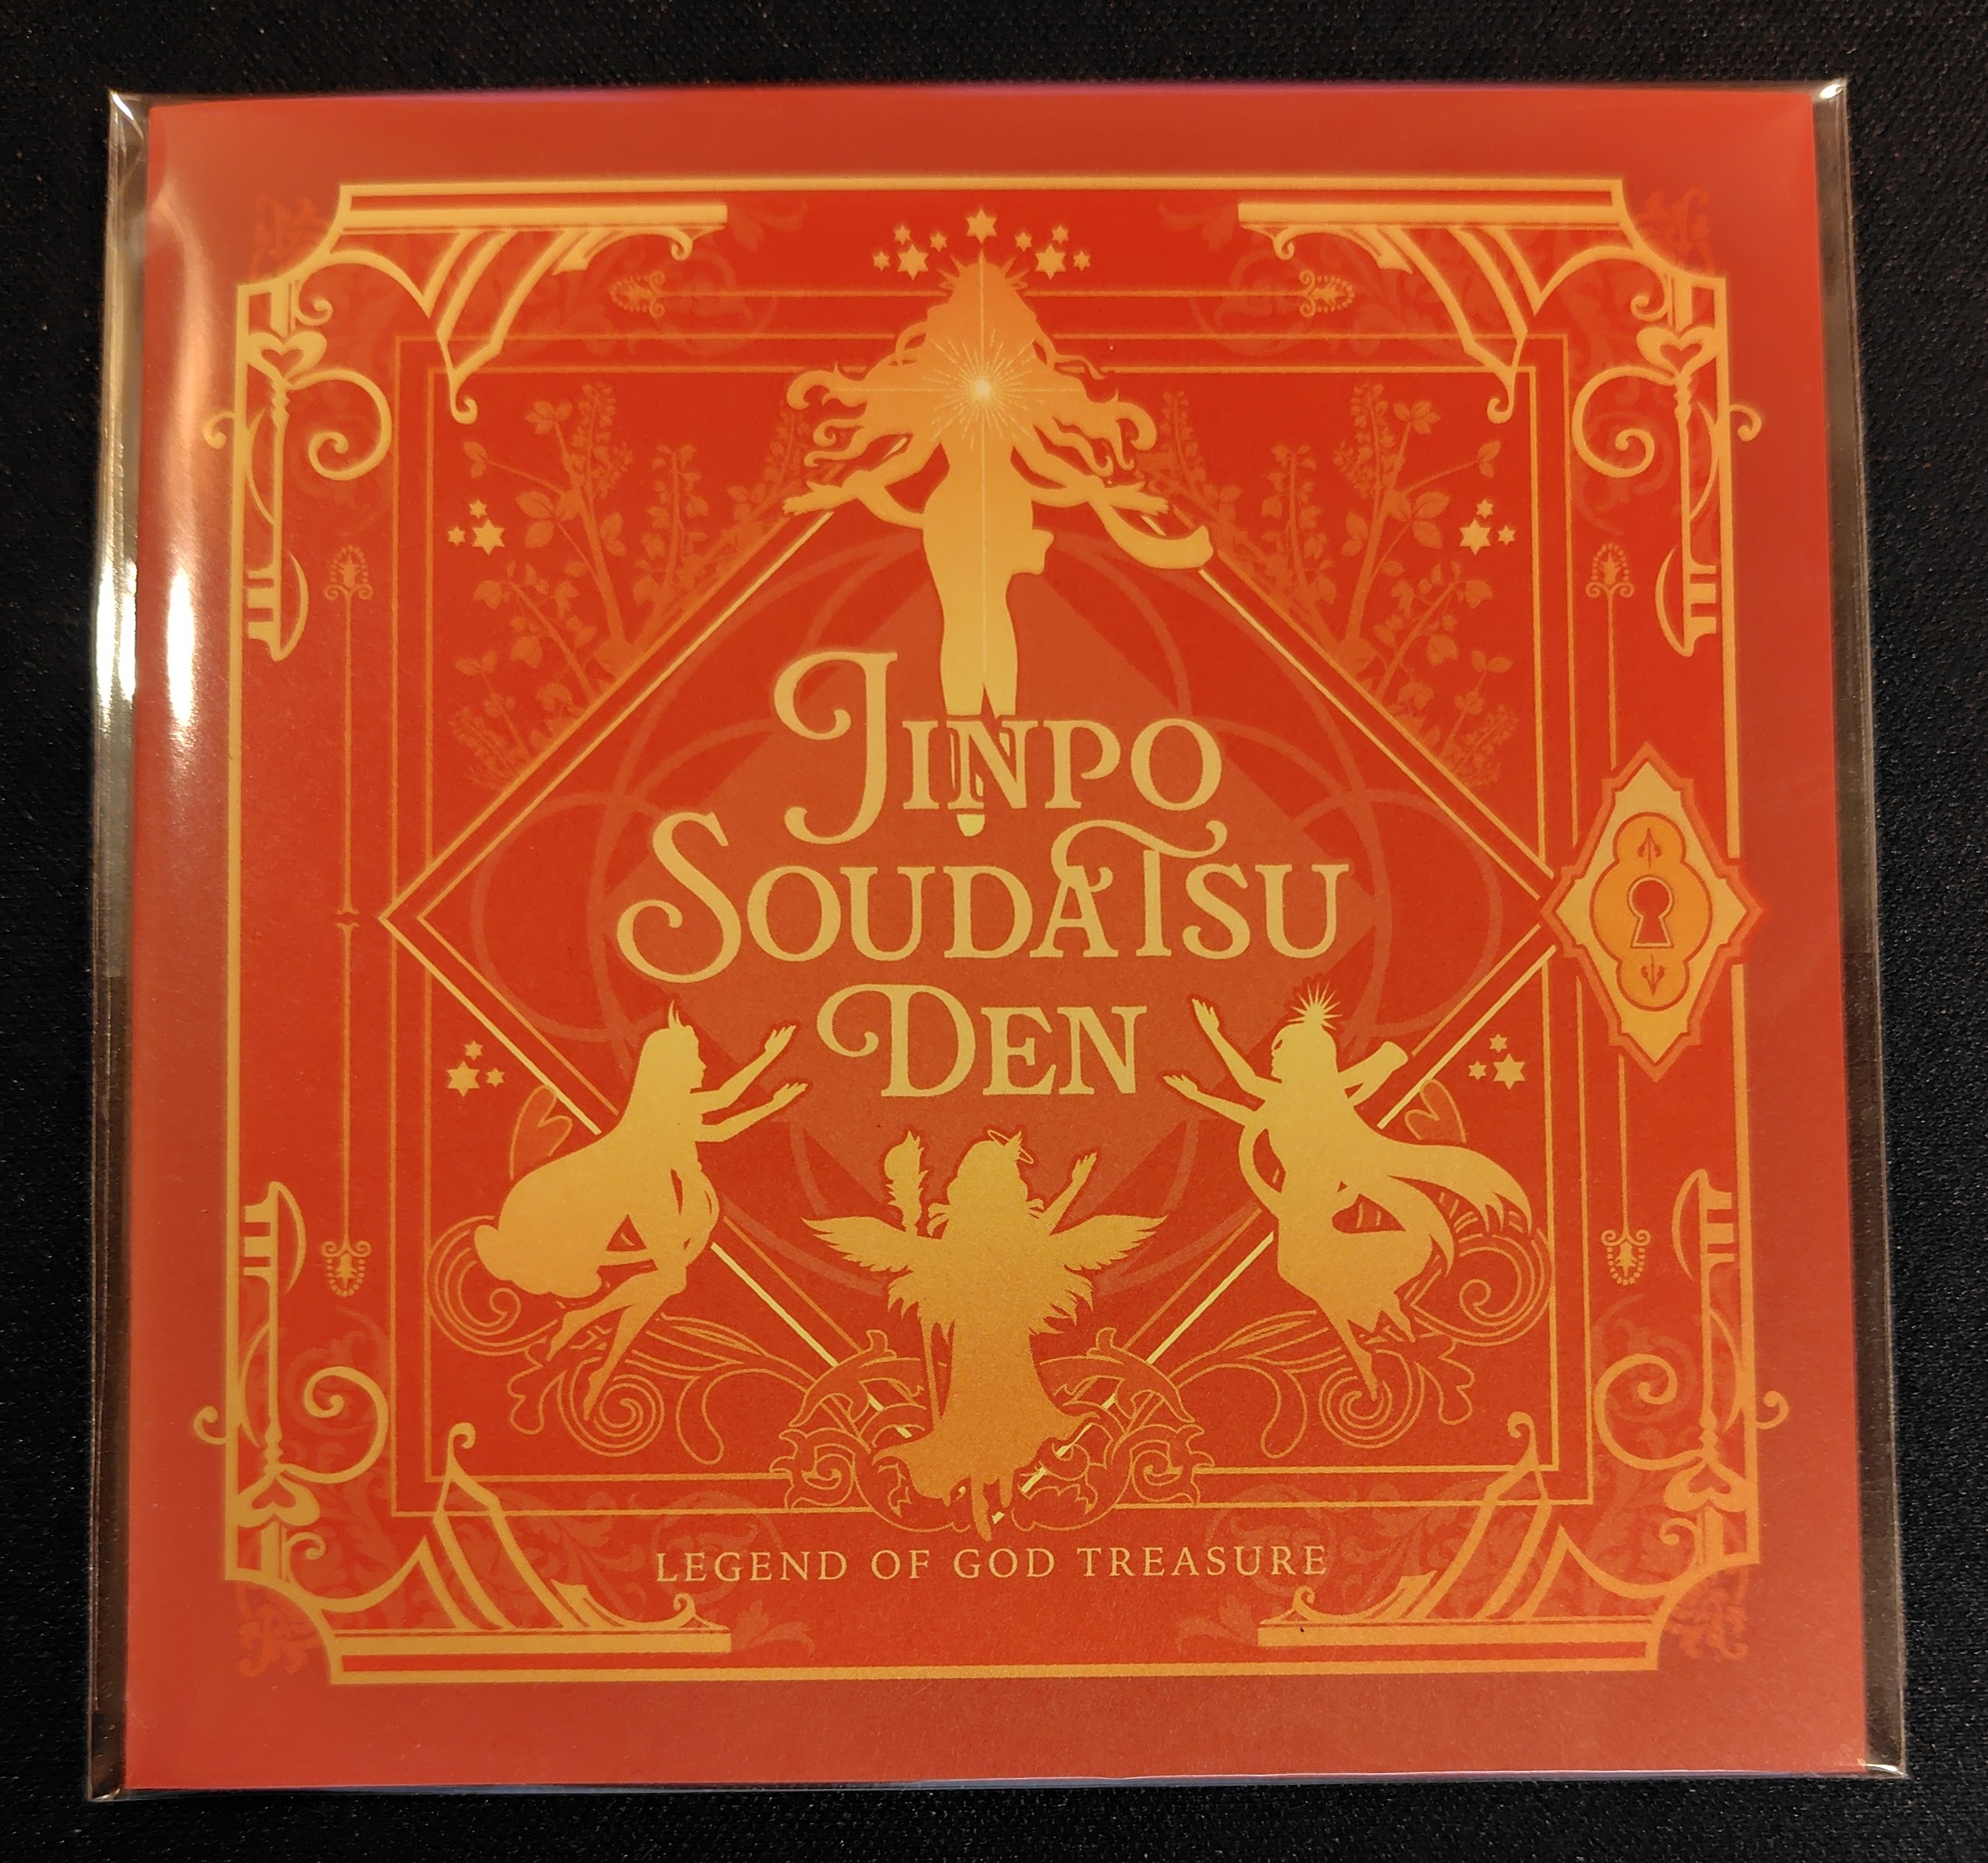 JINPO
SOUDATSU
DEN
LEGEND OF GOD TREASURE